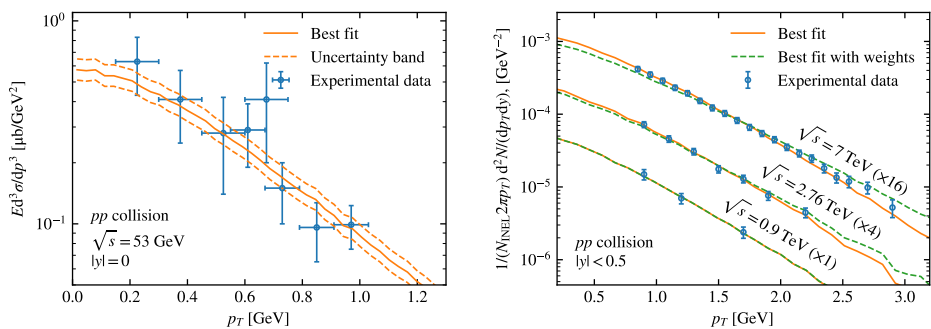 Ed³σ/dp³ [μb/GeV²]
10⁰
10⁻¹
Best fit
Uncertainty band
Experimental data
pp collision
√s = 53 GeV
|y| = 0
0.0 0.2 0.4 0.6 0.8 1.0 1.2
p_T [GeV]
1/(N_INEL 2πp_T) d²N/(dp_T dy), [GeV⁻²]
10⁻³
10⁻⁴
10⁻⁵
10⁻⁶
Best fit
Best fit with weights
Experimental data
√s = 7 TeV (×16)
√s = 2.76 TeV (×4)
√s = 0.9 TeV (×1)
pp collision
|y| < 0.5
0.5 1.0 1.5 2.0 2.5 3.0
p_T [GeV]